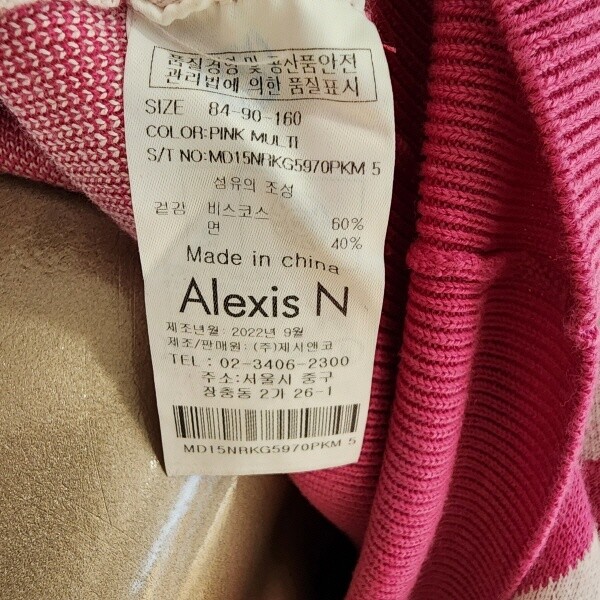 품질경영 및 공산품안전
관리법에 의한 품질표시
SIZE 84-90-160
COLOR:PINK MULTI
S/T NO:MD15NRKG5970PKM 5
섬유의 조성
겉감 비스코스 60%
면 40%
Made in china
Alexis N
제조년월: 2022년 9월
제조/판매원: (주)제시앤코
TEL : 02-3406-2300
주소:서울시 중구
장충동 2가 26-1
MD15NRKG5970PKM 5